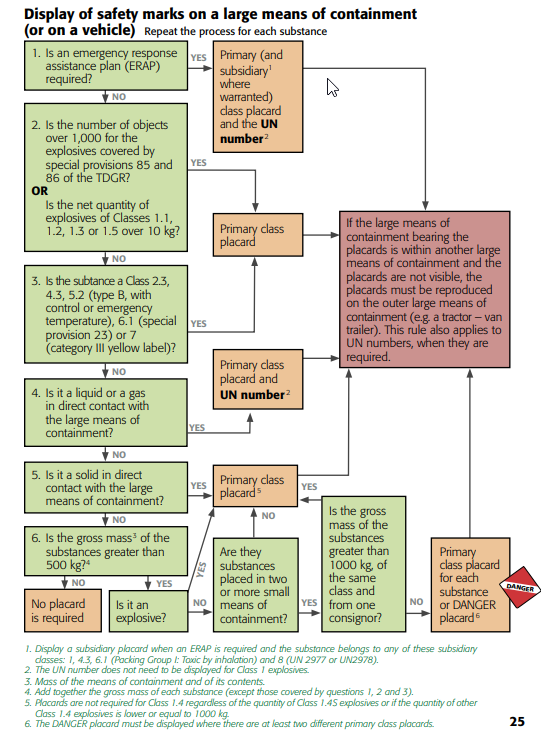 Display of safety marks on a large means of containment
(or on a vehicle) Repeat the process for each substance
1. Is an emergency response
assistance plan (ERAP)
required?
YES
NO
Primary (and
subsidiary¹
where
warranted)
class placard
and the UN
number²
2. Is the number of objects
over 1,000 for the
explosives covered by
special provisions 85 and
86 of the TDGR?
OR
Is the net quantity of
explosives of Classes 1.1,
1.2, 1.3 or 1.5 over 10 kg?
YES
NO
Primary class
placard
If the large means of
containment bearing the
placards is within another large
means of containment and the
placards are not visible, the
placards must be reproduced
on the outer large means of
containment (e.g. a tractor – van
trailer). This rule also applies to
UN numbers, when they are
required.
3. Is the subtance a Class 2.3,
4.3, 5.2 (type B, with
control or emergency
temperature), 6.1 (special
provision 23) or 7
(category III yellow label)?
YES
NO
Primary class
placard and
UN number²
4. Is it a liquid or a gas
in direct contact with
the large means of
containment?
YES
NO
5. Is it a solid in direct
contact with the large
means of containment?
YES
NO
Primary class
placard⁵
YES
NO
6. Is the gross mass³ of the
substances greater than
500 kg?⁴
NO
YES
No placard
is required
Is it an
explosive?
YES
NO
Are they
substances
placed in two
or more small
means of
containment?
YES
Is the gross
mass of the
substances
greater than
1000 kg, of
the same
class and
from one
consignor?
NO
Primary
class placard
for each
substance
or DANGER
placard⁶
DANGER
1. Display a subsidiary placard when an ERAP is required and the substance belongs to any of these subsidiary
classes: 1, 4.3, 6.1 (Packing Group I: Toxic by inhalation) and 8 (UN 2977 or UN2978).
2. The UN number does not need to be displayed for Class 1 explosives.
3. Mass of the means of containment and of its contents.
4. Add together the gross mass of each substance (except those covered by questions 1, 2 and 3).
5. Placards are not required for Class 1.4 regardless of the quantity of Class 1.4S explosives or if the quantity of other
Class 1.4 explosives is lower or equal to 1000 kg.
6. The DANGER placard must be displayed where there are at least two different primary class placards.
25